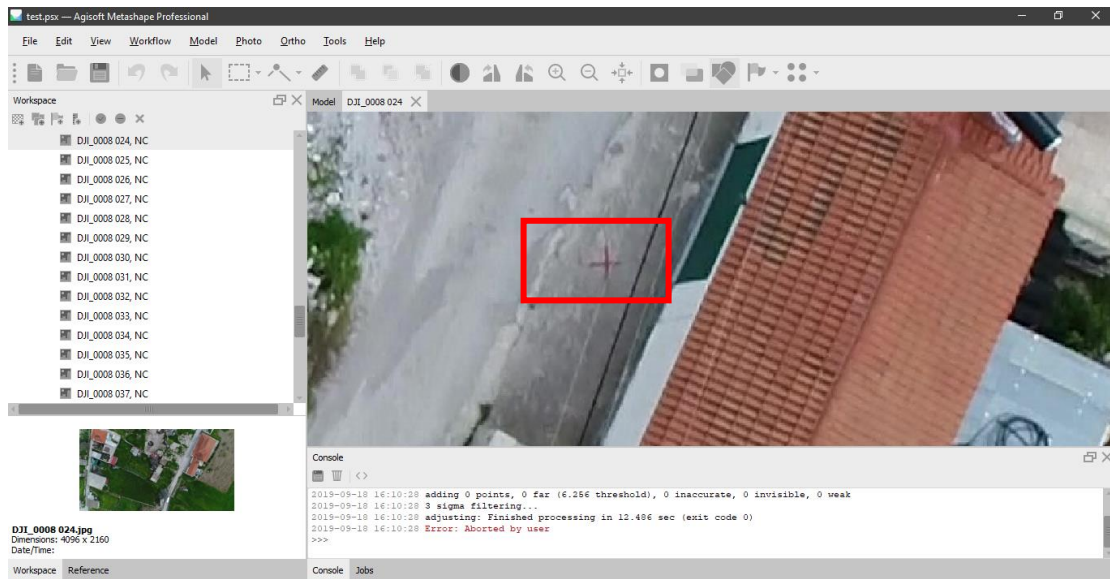 test.psx — Agisoft Metashape Professional
File Edit View Workflow Model Photo Ortho Tools Help
Workspace
Model DJI_0008 024
DJI_0008 024, NC
DJI_0008 025, NC
DJI_0008 026, NC
DJI_0008 027, NC
DJI_0008 028, NC
DJI_0008 029, NC
DJI_0008 030, NC
DJI_0008 031, NC
DJI_0008 032, NC
DJI_0008 033, NC
DJI_0008 034, NC
DJI_0008 035, NC
DJI_0008 036, NC
DJI_0008 037, NC
DJI_0008 024.jpg
Dimensions: 4096 x 2160
Date/Time:
Workspace Reference
Console
2019-09-18 16:10:28 adding 0 points, 0 far (6.256 threshold), 0 inaccurate, 0 invisible, 0 weak
2019-09-18 16:10:28 3 sigma filtering...
2019-09-18 16:10:28 adjusting: Finished processing in 12.486 sec (exit code 0)
2019-09-18 16:10:28 Error: Aborted by user
>>>
Console Jobs